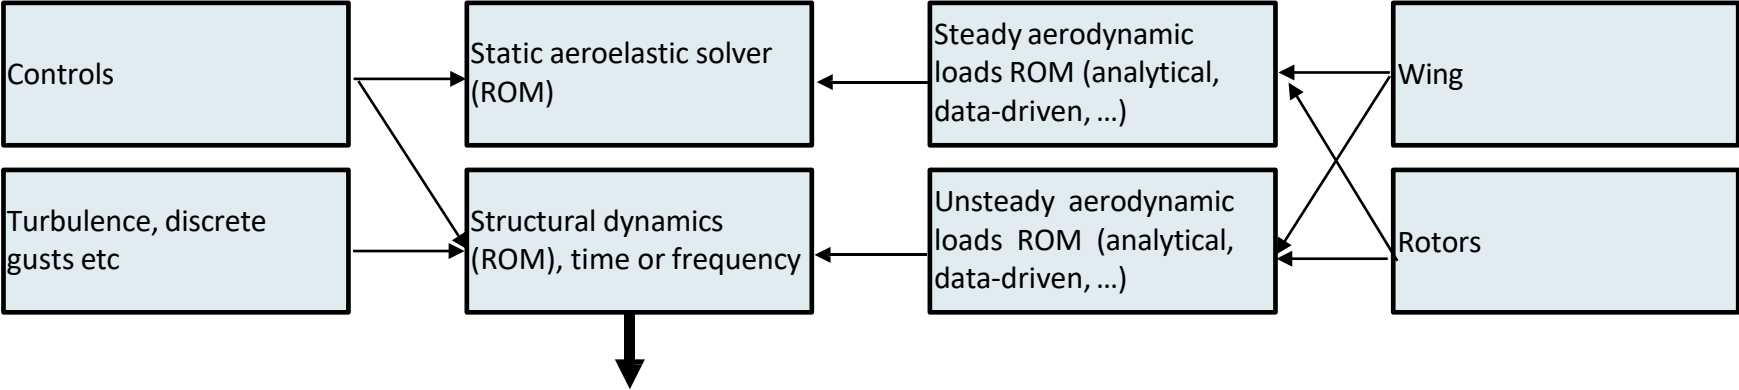 Controls
Static aeroelastic solver
(ROM)
Steady aerodynamic
loads ROM (analytical,
data-driven, …)
Wing
Turbulence, discrete
gusts etc
Structural dynamics
(ROM), time or frequency
Unsteady aerodynamic
loads ROM (analytical,
data-driven, …)
Rotors